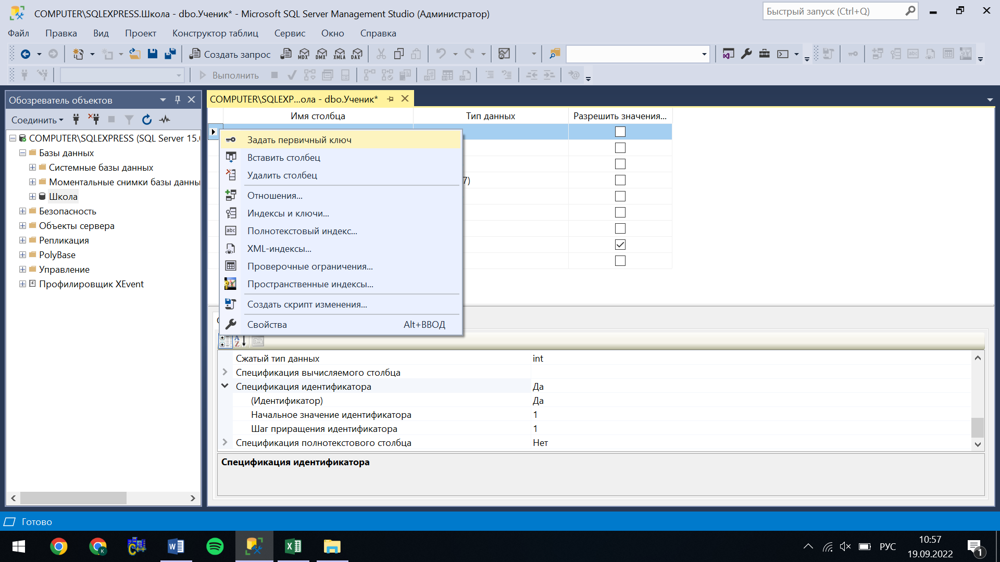 COMPUTER\SQLEXPRESS.Школа - dbo.Ученик* - Microsoft SQL Server Management Studio (Администратор)
Быстрый запуск (Ctrl+Q)
Файл Правка Вид Проект Конструктор таблиц Сервис Окно Справка
Создать запрос MDX DMX XMLA DAX
Выполнить
Обозреватель объектов
Соединить
COMPUTER\SQLEXPRESS (SQL Server 15.
Базы данных
Системные базы данных
Моментальные снимки базы данны
Школа
Безопасность
Объекты сервера
Репликация
PolyBase
Управление
Профилировщик XEvent
COMPUTER\SQLEXP...ола - dbo.Ученик*
Имя столбца Тип данных Разрешить значения...
7)
Задать первичный ключ
Вставить столбец
Удалить столбец
Отношения...
Индексы и ключи...
abc Полнотекстовый индекс...
XML-индексы...
Проверочные ограничения...
Пространственные индексы...
Создать скрипт изменения...
Свойства Alt+ВВОД
Сжатый тип данных int
Спецификация вычисляемого столбца
Спецификация идентификатора Да
(Идентификатор) Да
Начальное значение идентификатора 1
Шаг приращения идентификатора 1
Спецификация полнотекстового столбца Нет
Спецификация идентификатора
Готово
РУС
10:57
19.09.2022
1